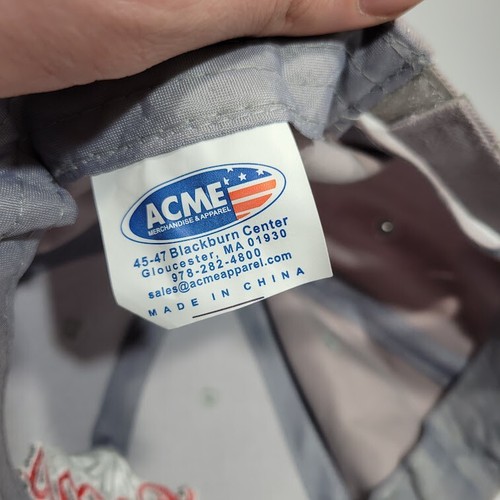 ACME
MERCHANDISE & APPAREL
45-47 Blackburn Center
Gloucester, MA 01930
978-282-4800
sales@acmeapparel.com
MADE IN CHINA